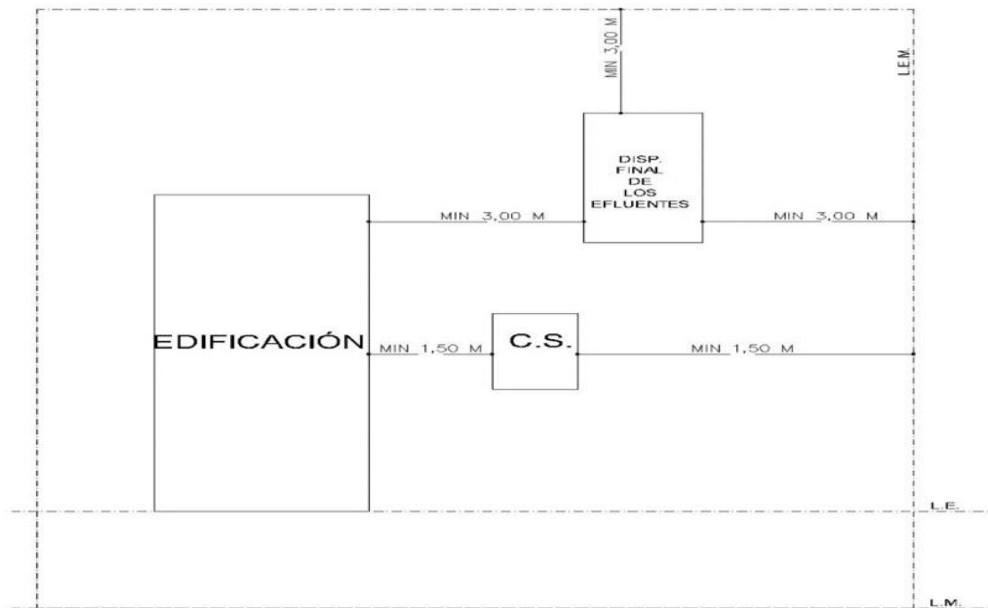 MIN 3,00 M
L.E.M.
DISP.
FINAL
DE
LOS
EFLUENTES
MIN 3,00 M
MIN 3,00 M
EDIFICACIÓN
MIN 1,50 M
C.S.
MIN 1,50 M
L.E.
L.M.